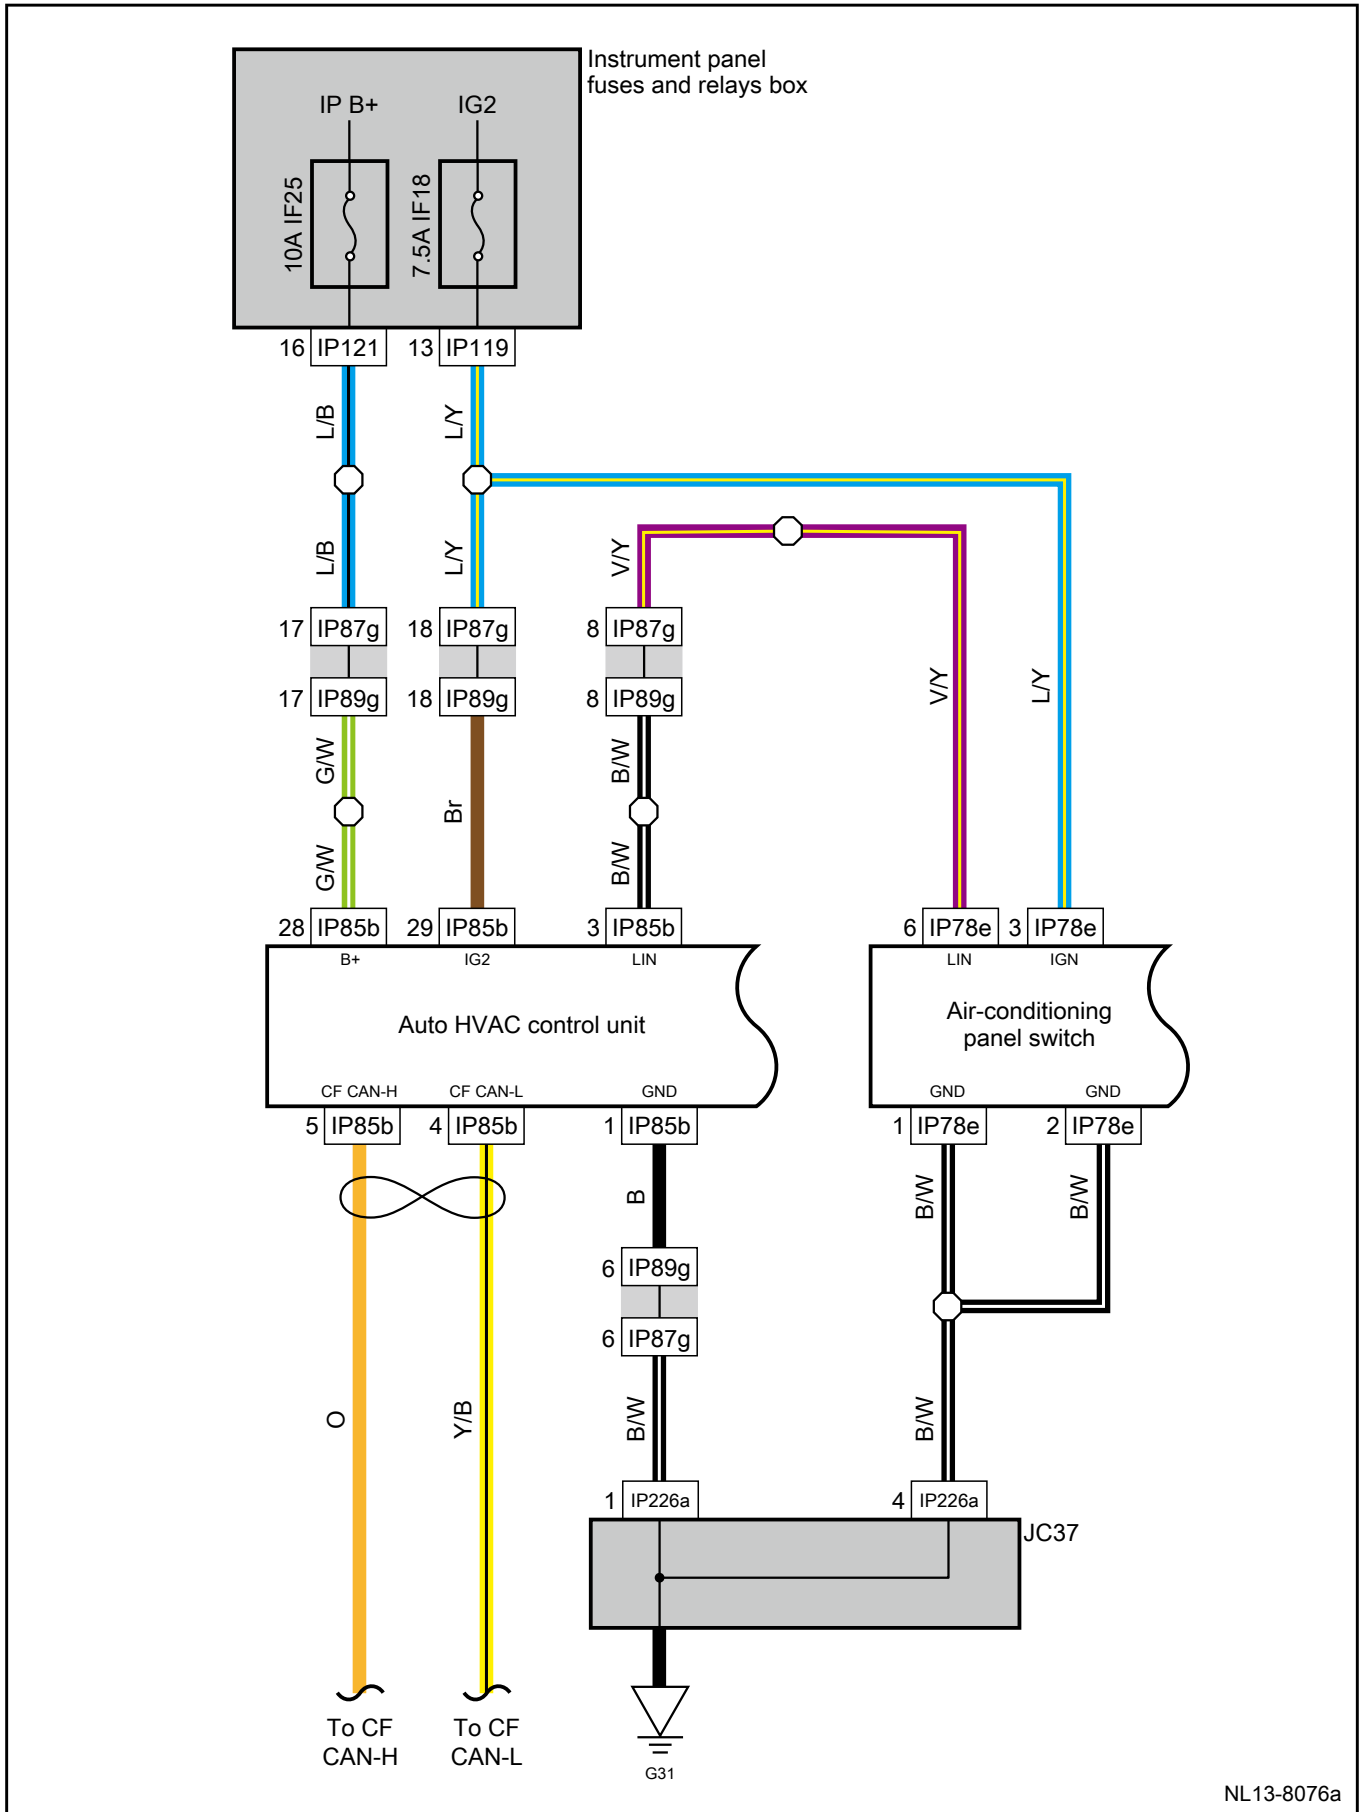 Instrument panel
fuses and relays box
IP B+
IG2
10A IF25
7.5A IF18
16 IP121
13 IP119
L/B
L/Y
L/B
L/Y
V/Y
17 IP87g
18 IP87g
8 IP87g
17 IP89g
18 IP89g
8 IP89g
V/Y
L/Y
G/W
Br
B/W
G/W
B/W
28 IP85b
29 IP85b
3 IP85b
6 IP78e
3 IP78e
B+
IG2
LIN
LIN
IGN
Auto HVAC control unit
Air-conditioning
panel switch
CF CAN-H
CF CAN-L
GND
GND
GND
5 IP85b
4 IP85b
1 IP85b
1 IP78e
2 IP78e
B
B/W
B/W
6 IP89g
6 IP87g
O
Y/B
B/W
B/W
1 IP226a
4 IP226a
JC37
To CF
CAN-H
To CF
CAN-L
G31
NL13-8076a